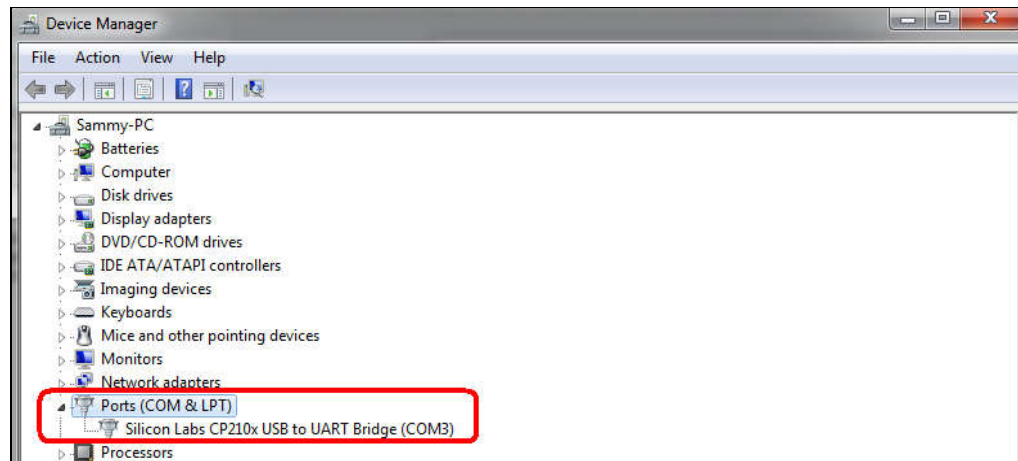 Device Manager
File Action View Help
Sammy-PC
Batteries
Computer
Disk drives
Display adapters
DVD/CD-ROM drives
IDE ATA/ATAPI controllers
Imaging devices
Keyboards
Mice and other pointing devices
Monitors
Network adapters
Ports (COM & LPT)
Silicon Labs CP210x USB to UART Bridge (COM3)
Processors